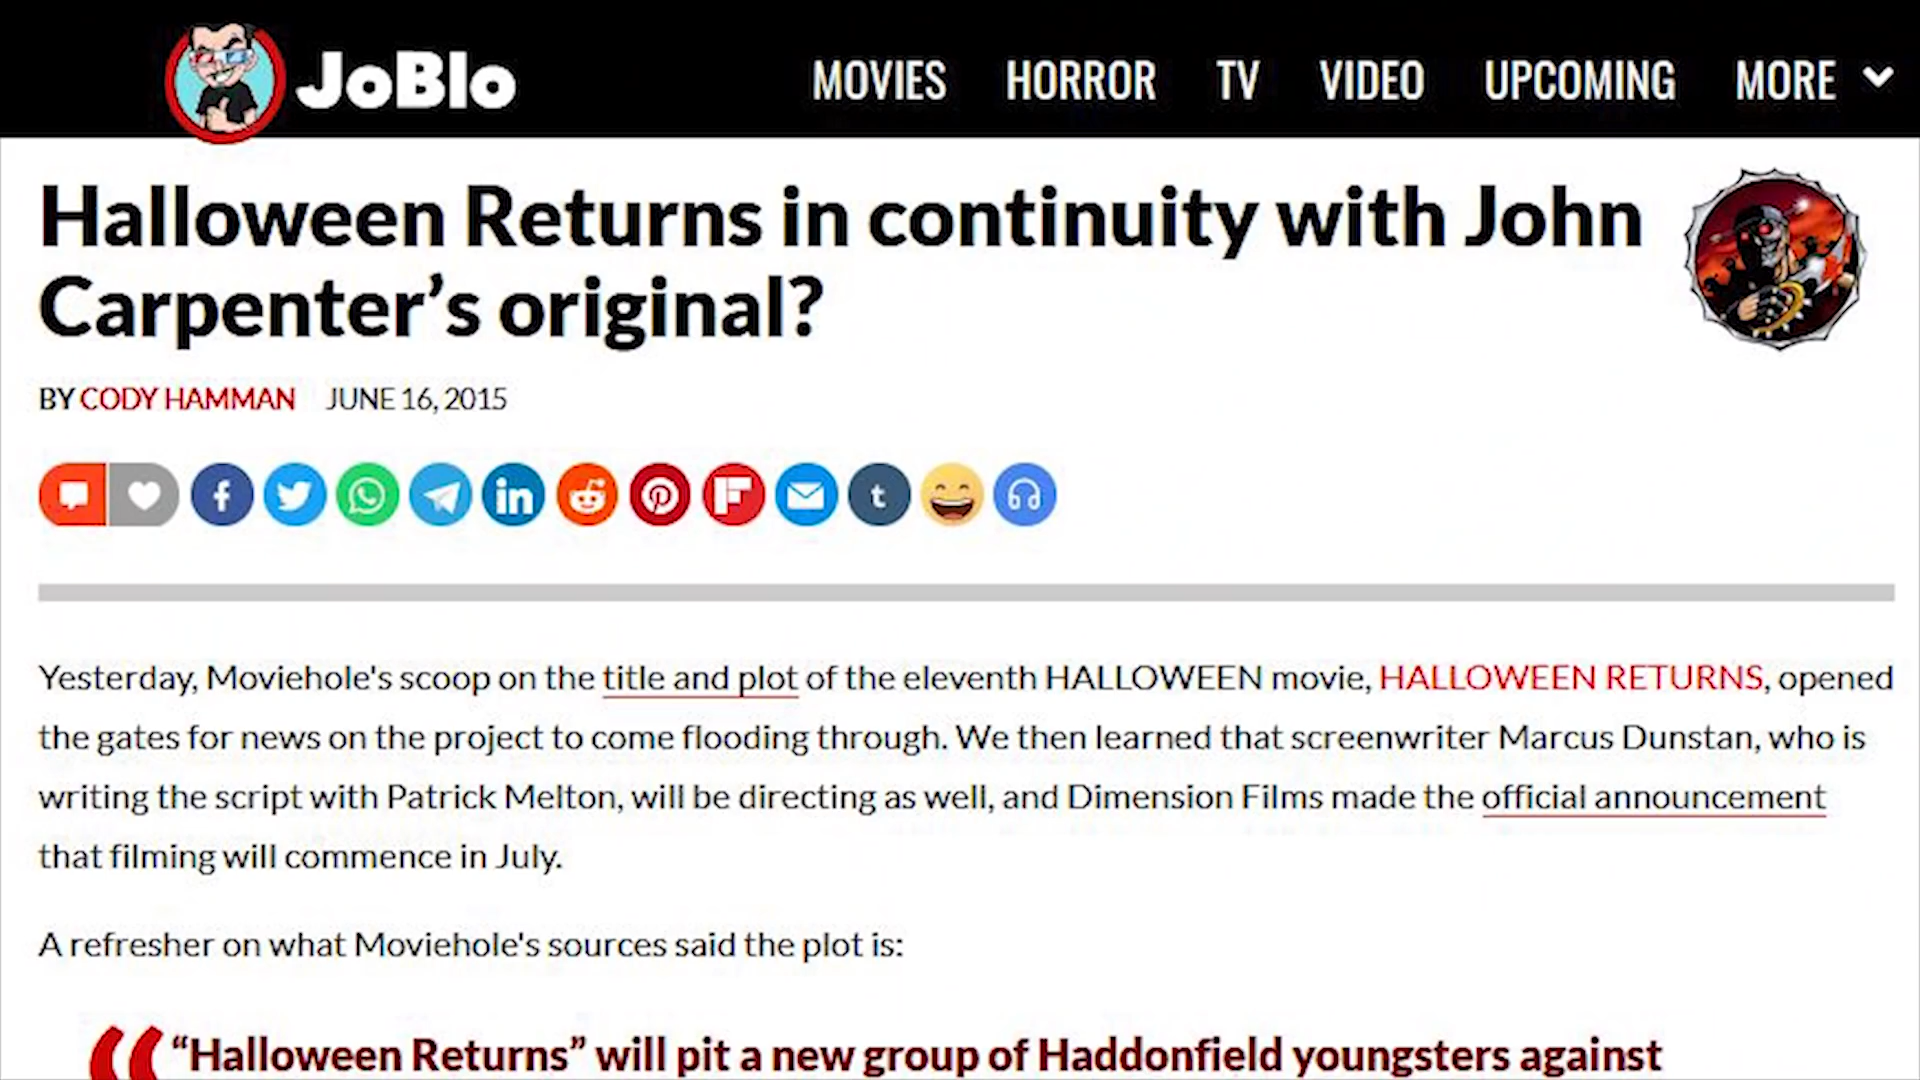 JoBlo
MOVIES HORROR TV VIDEO UPCOMING MORE
Halloween Returns in continuity with John
Carpenter’s original?
BY CODY HAMMAN JUNE 16, 2015
Yesterday, Moviehole's scoop on the title and plot of the eleventh HALLOWEEN movie, HALLOWEEN RETURNS, opened
the gates for news on the project to come flooding through. We then learned that screenwriter Marcus Dunstan, who is
writing the script with Patrick Melton, will be directing as well, and Dimension Films made the official announcement
that filming will commence in July.
A refresher on what Moviehole's sources said the plot is:
“Halloween Returns” will pit a new group of Haddonfield youngsters against